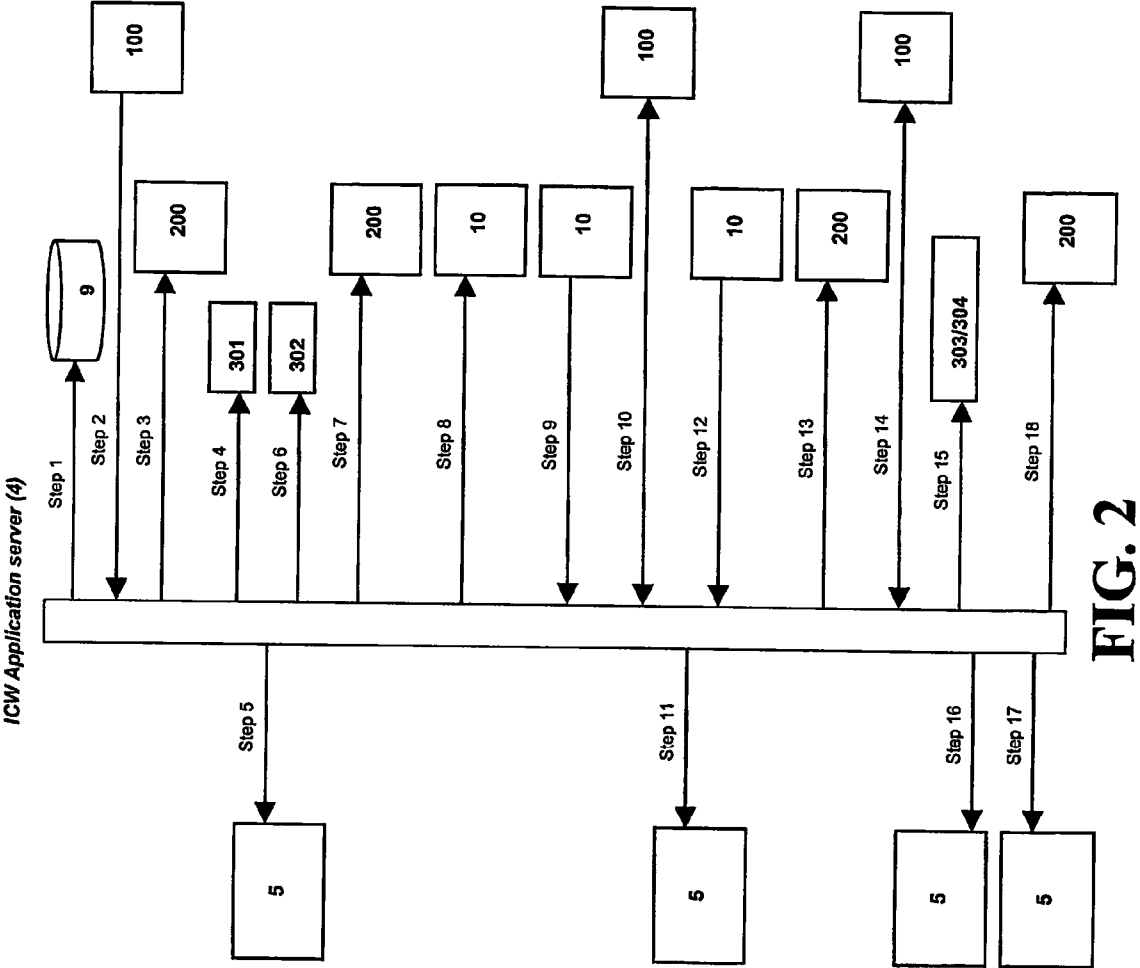 ICW Application server (4)
Step 1
9
Step 2
100
Step 3
200
Step 4
301
Step 5
5
Step 6
302
Step 7
200
Step 8
10
Step 9
10
Step 10
100
Step 11
5
Step 12
10
Step 13
200
Step 14
100
Step 15
303/304
Step 16
5
Step 17
5
Step 18
200
FIG. 2